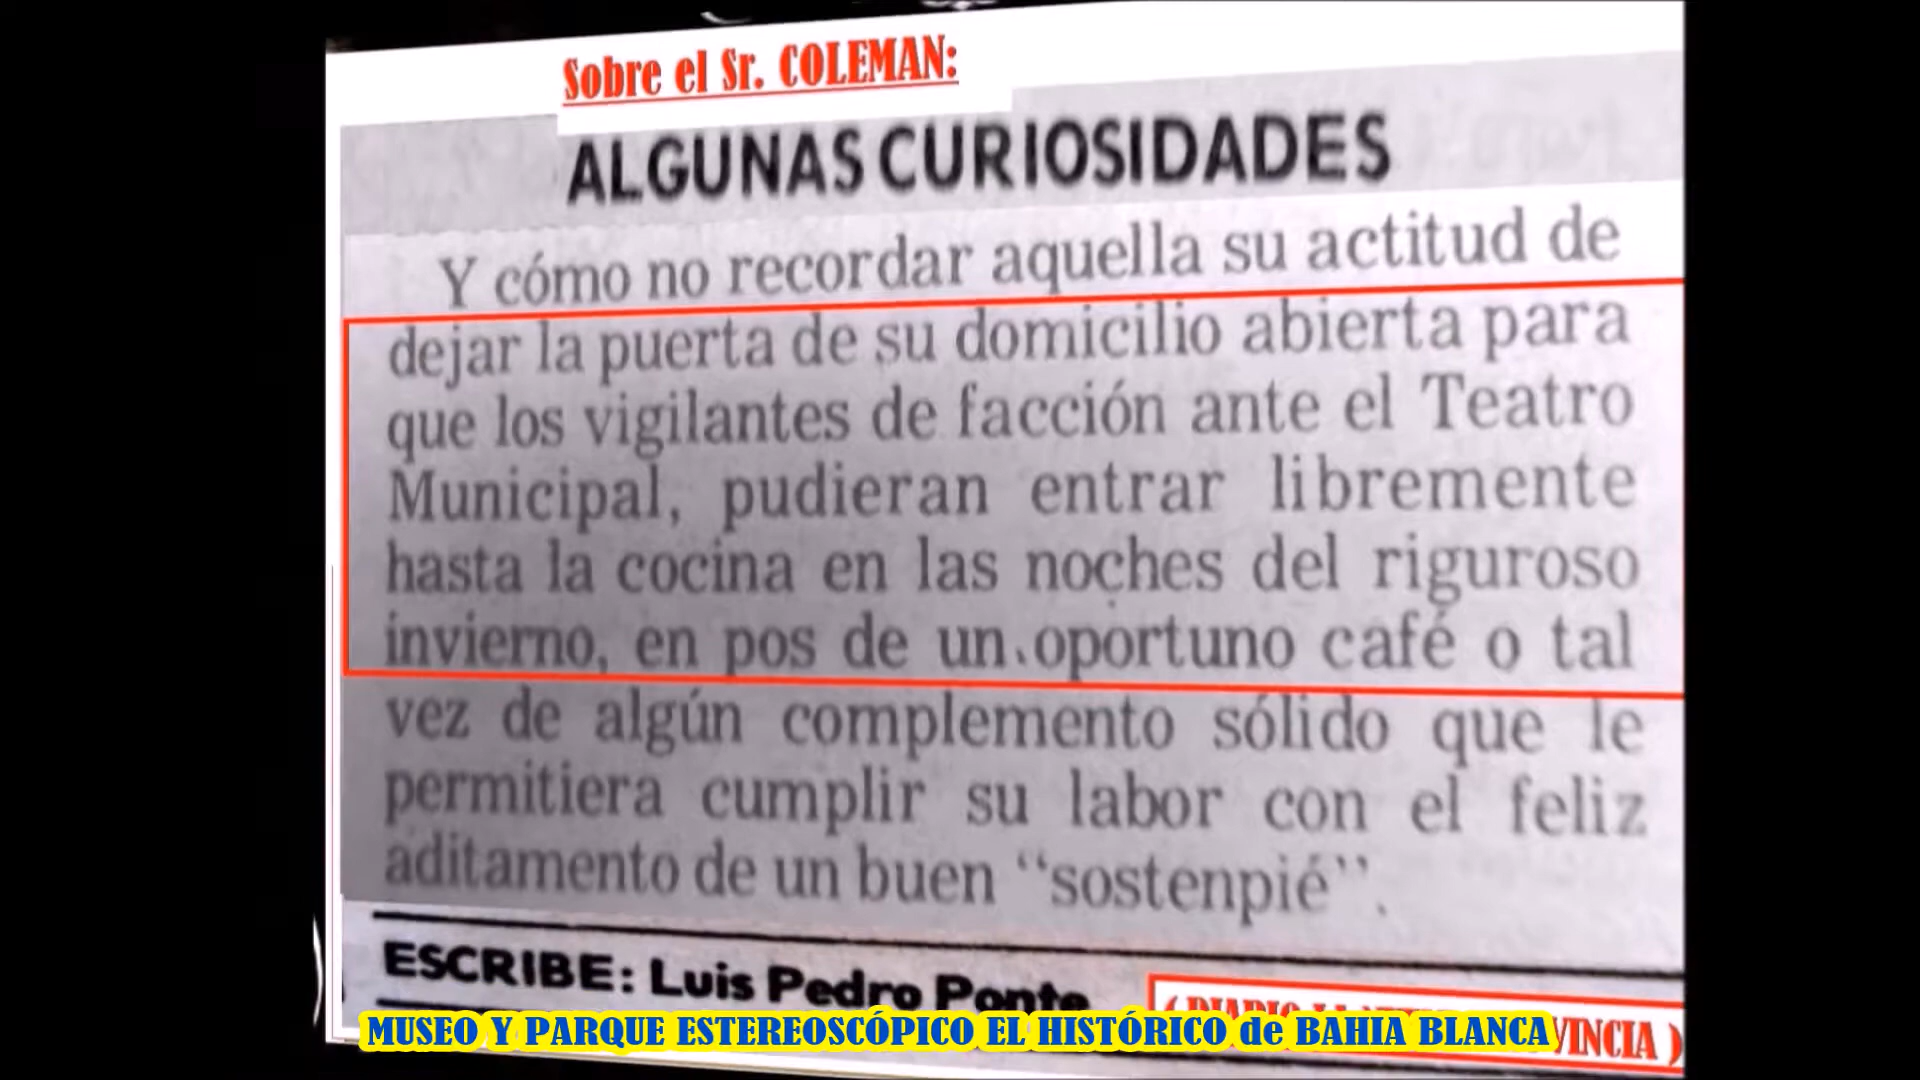 Sobre el Sr. COLEMAN:
ALGUNAS CURIOSIDADES
Y cómo no recordar aquella su actitud de
dejar la puerta de su domicilio abierta para
que los vigilantes de facción ante el Teatro
Municipal, pudieran entrar libremente
hasta la cocina en las noches del riguroso
invierno, en pos de un oportuno café o tal
vez de algún complemento sólido que le
permitiera cumplir su labor con el feliz
aditamento de un buen “sostenpié”.
ESCRIBE: Luis Pedro Ponte
MUSEO Y PARQUE ESTEREOSCÓPICO EL HISTÓRICO de BAHIA BLANCA